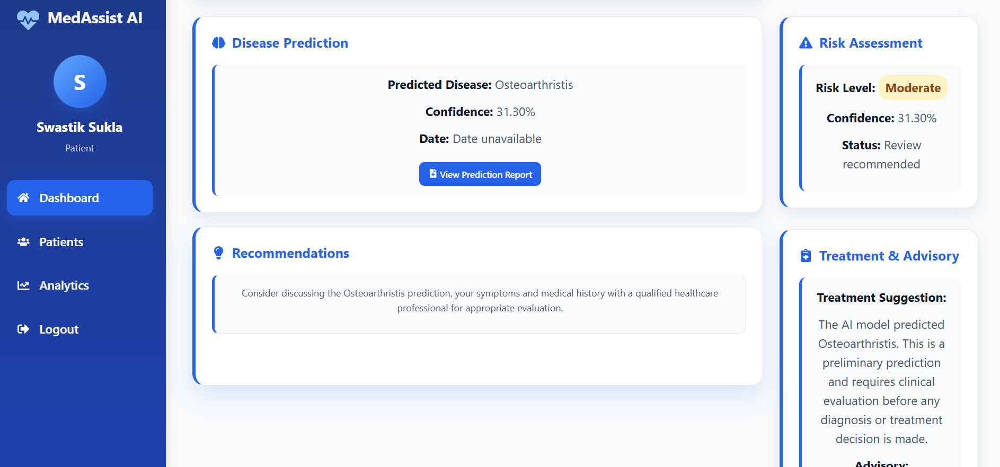 MedAssist AI
S
Swastik Sukla
Patient
Dashboard
Patients
Analytics
Logout
Disease Prediction
Predicted Disease: Osteoarthristis
Confidence: 31.30%
Date: Date unavailable
View Prediction Report
Recommendations
Consider discussing the Osteoarthristis prediction, your symptoms and medical history with a qualified healthcare
professional for appropriate evaluation.
Risk Assessment
Risk Level: Moderate
Confidence: 31.30%
Status: Review
recommended
Treatment & Advisory
Treatment Suggestion:
The AI model predicted
Osteoarthristis. This is a
preliminary prediction
and requires clinical
evaluation before any
diagnosis or treatment
decision is made.
Advisory: